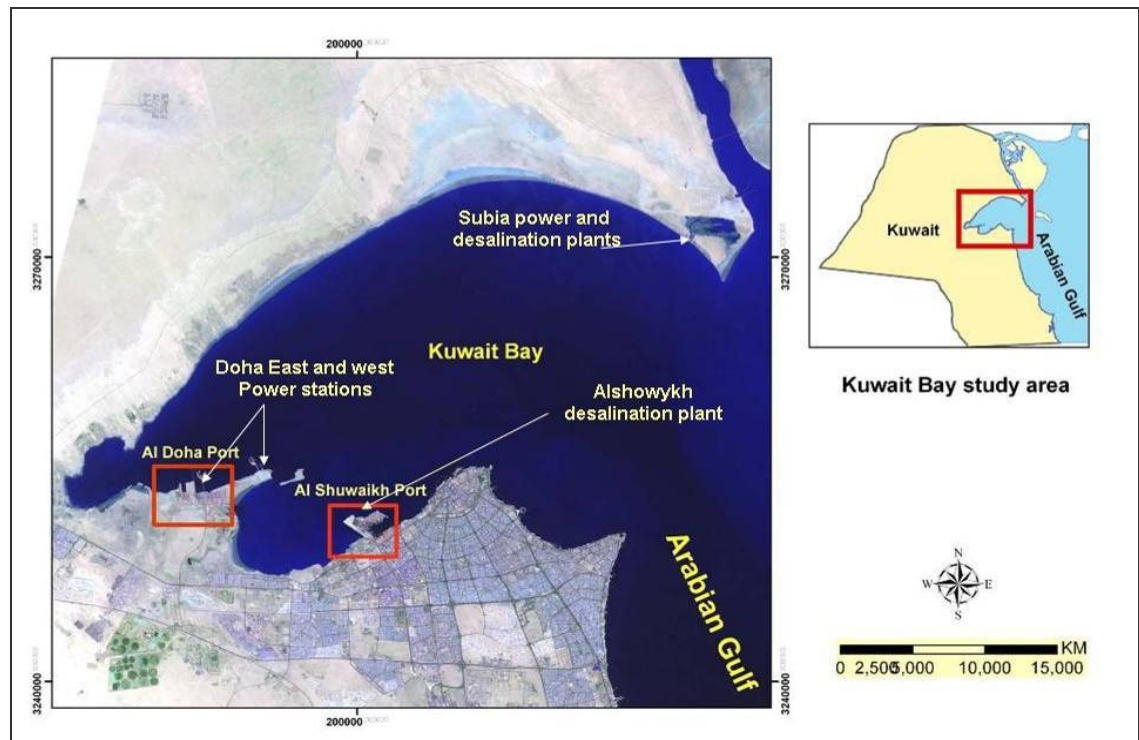 200000
3270000
3270000
Subia power and
desalination plants
Kuwait Bay
Doha East and west
Power stations
Alshowykh
desalination plant
Al Doha Port
Al Shuwaikh Port
Arabian Gulf
3240000
3240000
200000
Kuwait
Arabian Gulf
Kuwait Bay study area
N
W
E
S
KM
0 2,500 5,000 10,000 15,000